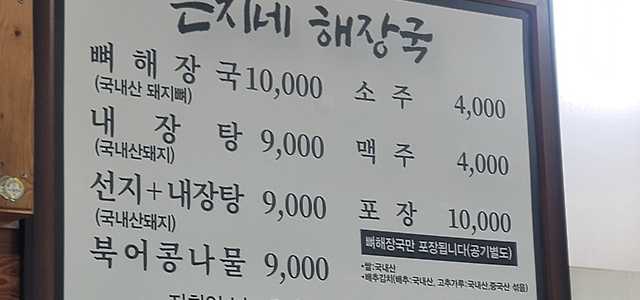 은지네 해장국
뼈해장국 10,000
(국내산 돼지뼈)
내장탕 9,000
(국내산돼지)
선지+내장탕 9,000
(국내산돼지)
북어콩나물 9,000
소주 4,000
맥주 4,000
포장 10,000
뼈해장국만 포장됩니다(공기별도)
•쌀:국내산
•배추김치(배추:국내산, 고추가루:국내산,중국산 섞음)